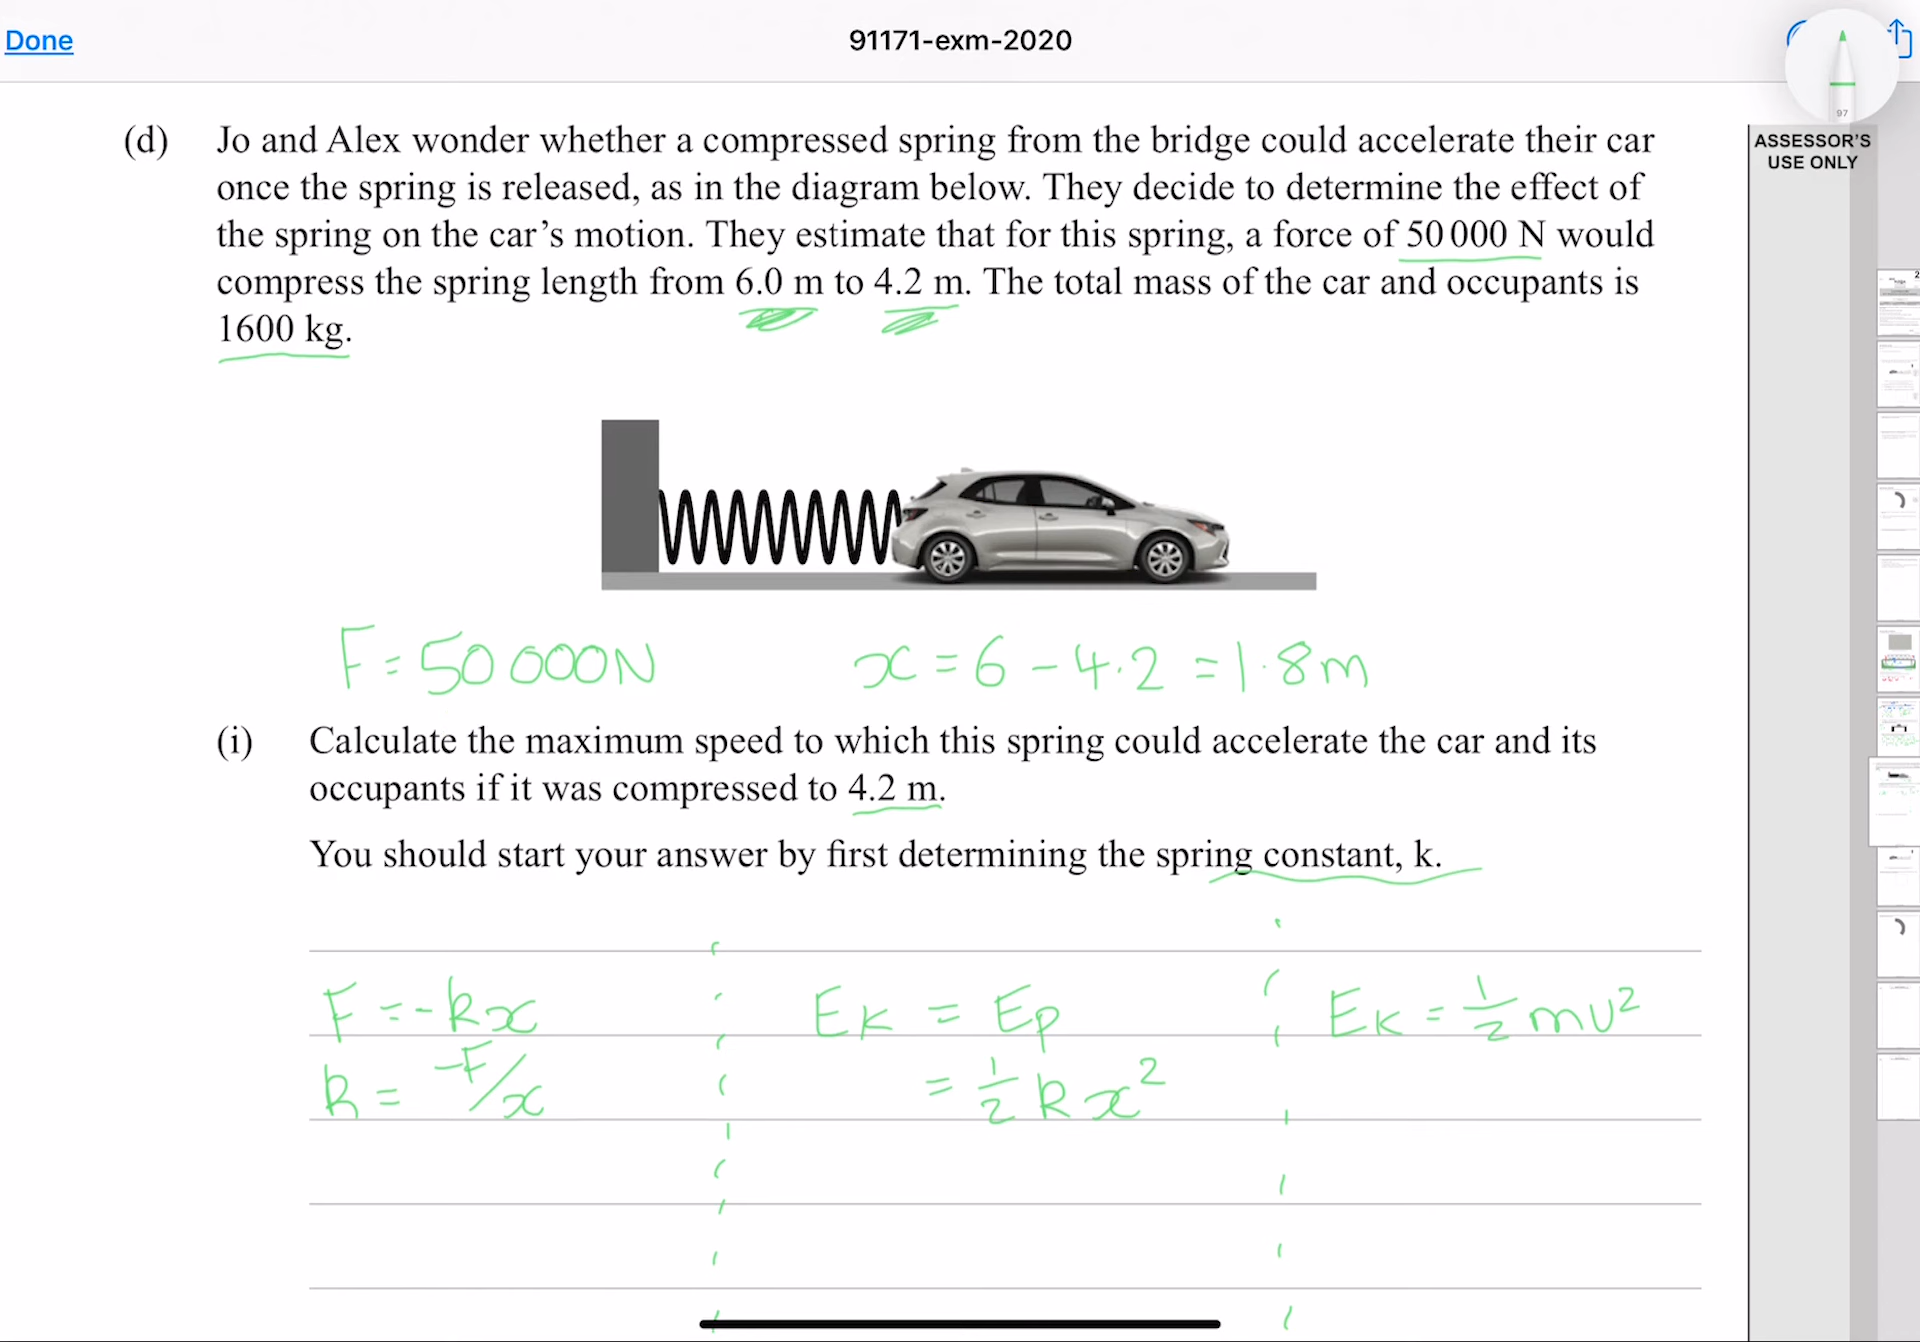 Done
91171-exm-2020
97
ASSESSOR'S
USE ONLY
(d) Jo and Alex wonder whether a compressed spring from the bridge could accelerate their car
once the spring is released, as in the diagram below. They decide to determine the effect of
the spring on the car's motion. They estimate that for this spring, a force of 50 000 N would
compress the spring length from 6.0 m to 4.2 m. The total mass of the car and occupants is
1600 kg.
F = 50 000N x = 6 - 4.2 = 1.8m
(i) Calculate the maximum speed to which this spring could accelerate the car and its
occupants if it was compressed to 4.2 m.
You should start your answer by first determining the spring constant, k.
F = -kx Ek = Ep Ek = 1/2 mv²
k = -F/x = 1/2 k x²